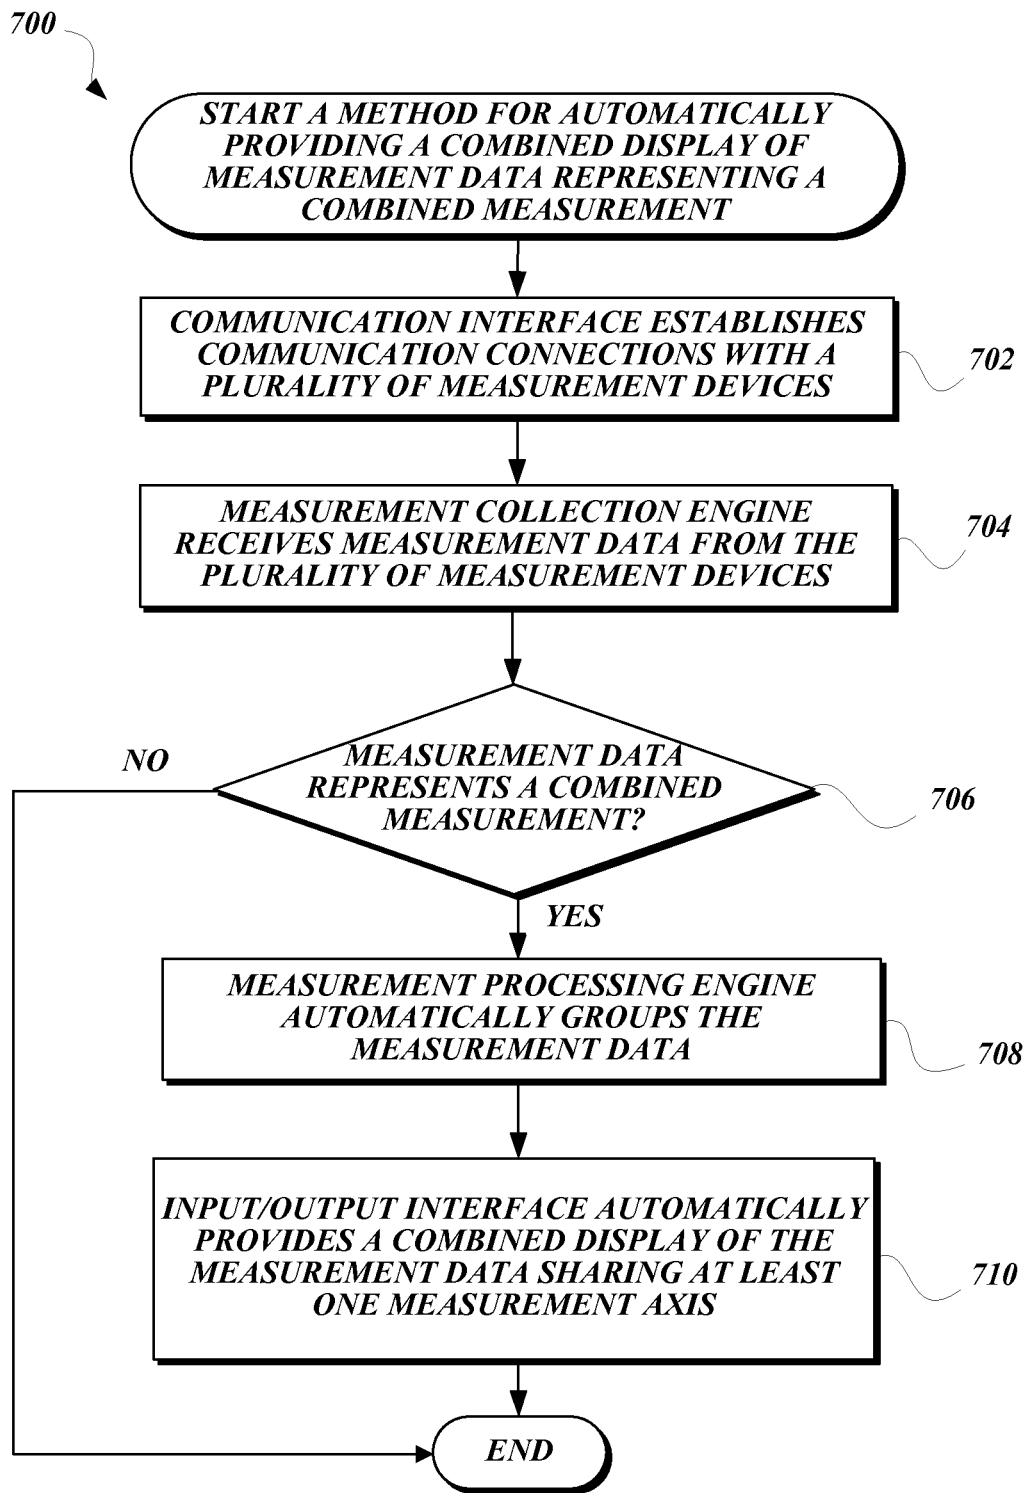 700
START A METHOD FOR AUTOMATICALLY
PROVIDING A COMBINED DISPLAY OF
MEASUREMENT DATA REPRESENTING A
COMBINED MEASUREMENT
COMMUNICATION INTERFACE ESTABLISHES
COMMUNICATION CONNECTIONS WITH A
PLURALITY OF MEASUREMENT DEVICES
702
MEASUREMENT COLLECTION ENGINE
RECEIVES MEASUREMENT DATA FROM THE
PLURALITY OF MEASUREMENT DEVICES
704
MEASUREMENT DATA
REPRESENTS A COMBINED
MEASUREMENT?
706
NO
YES
MEASUREMENT PROCESSING ENGINE
AUTOMATICALLY GROUPS THE
MEASUREMENT DATA
708
INPUT/OUTPUT INTERFACE AUTOMATICALLY
PROVIDES A COMBINED DISPLAY OF THE
MEASUREMENT DATA SHARING AT LEAST
ONE MEASUREMENT AXIS
710
END